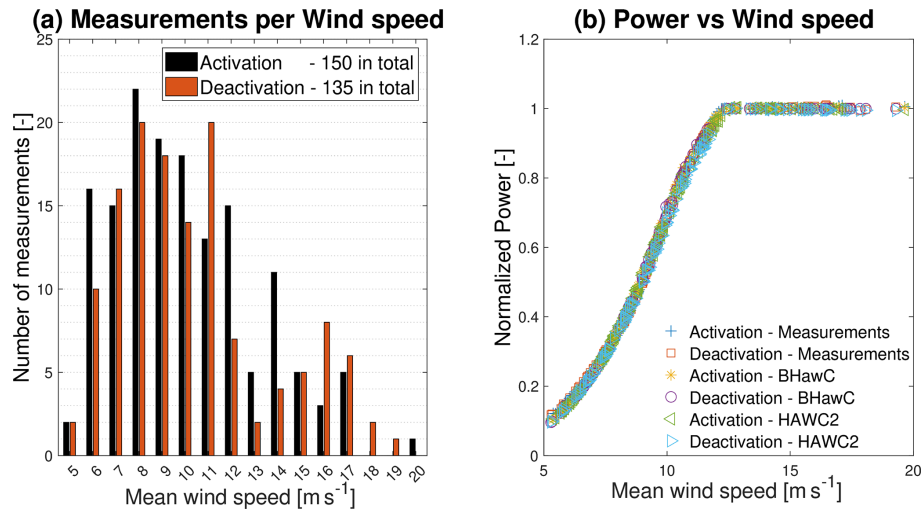 (a) Measurements per Wind speed
Number of measurements [-]
25
20
15
10
5
0
Activation - 150 in total
Deactivation - 135 in total
5 6 7 8 9 10 11 12 13 14 15 16 17 18 19 20
Mean wind speed [m s⁻¹]
(b) Power vs Wind speed
Normalized Power [-]
1.2
1
0.8
0.6
0.4
0.2
0
Activation - Measurements
Deactivation - Measurements
Activation - BHawC
Deactivation - BHawC
Activation - HAWC2
Deactivation - HAWC2
5 10 15 20
Mean wind speed [m s⁻¹]